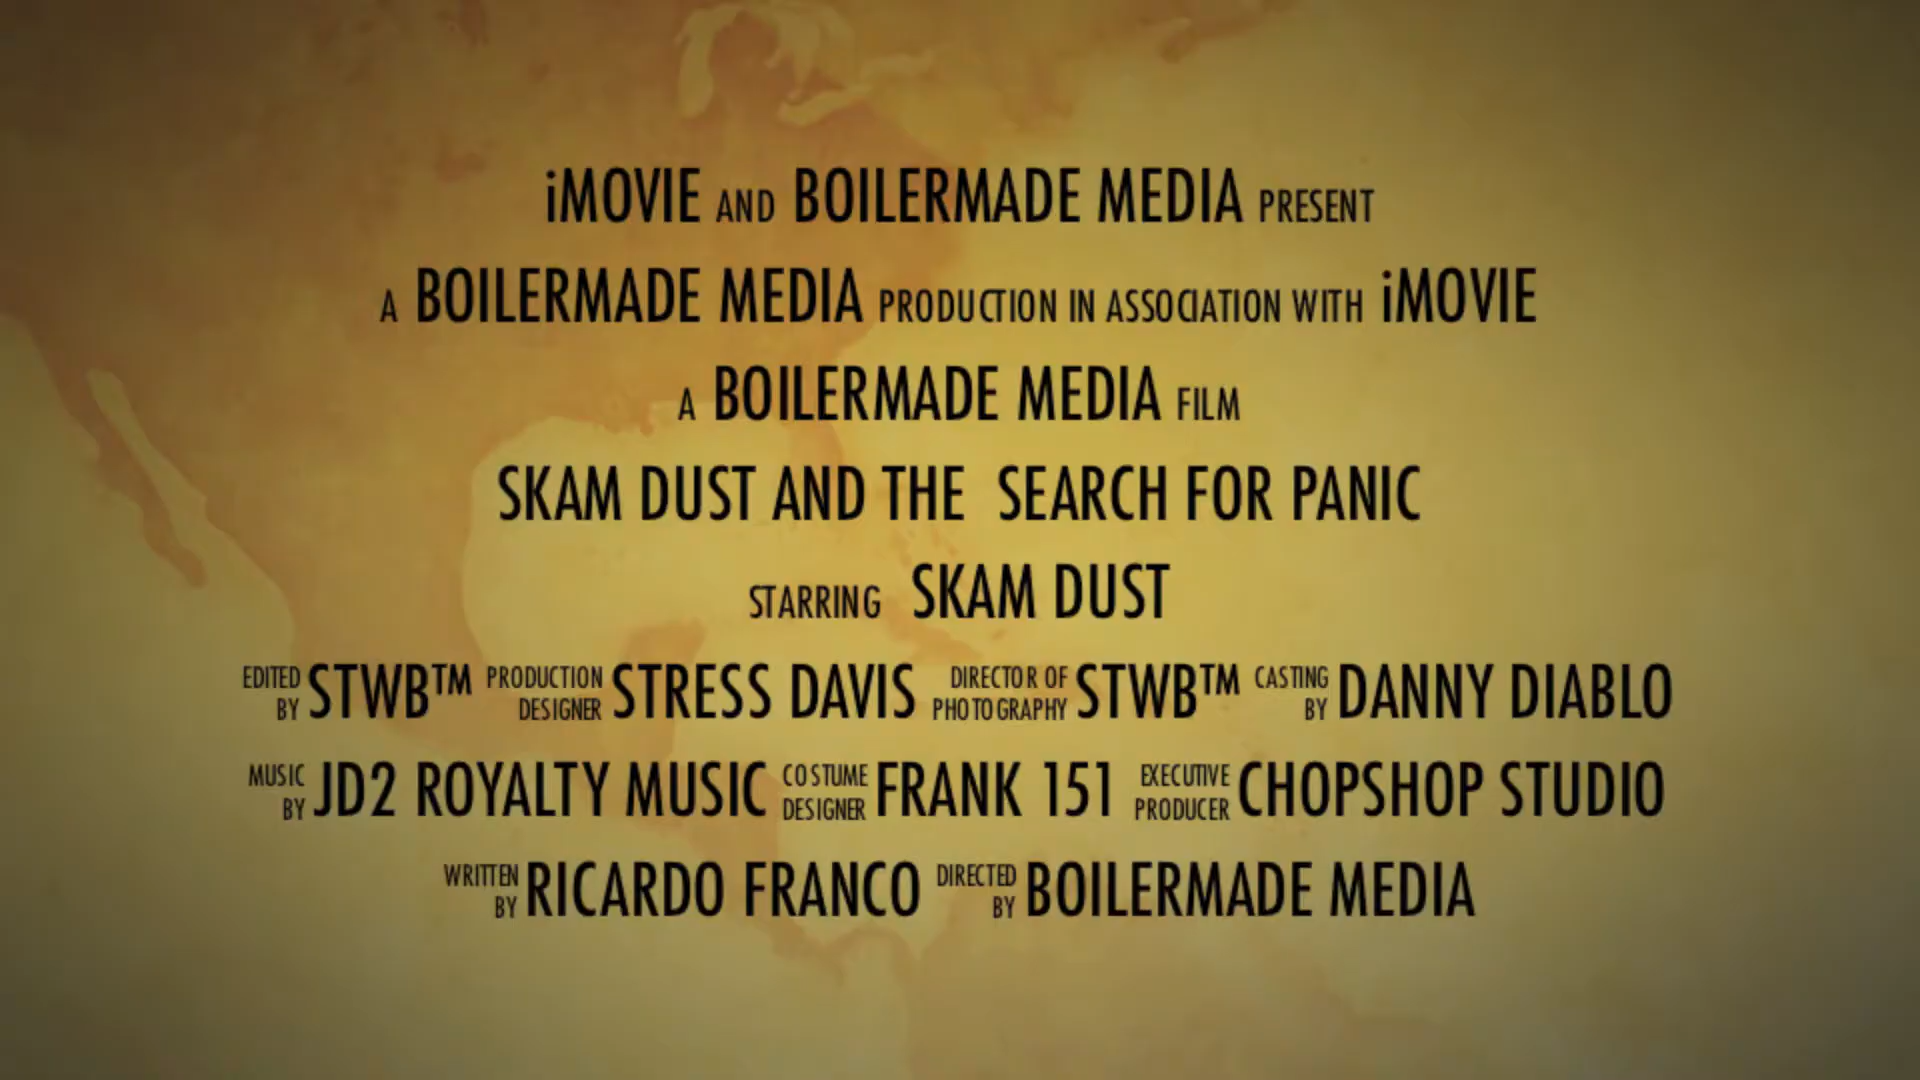 iMOVIE AND BOILERMADE MEDIA PRESENT
A BOILERMADE MEDIA PRODUCTION IN ASSOCIATION WITH iMOVIE
A BOILERMADE MEDIA FILM
SKAM DUST AND THE SEARCH FOR PANIC
STARRING SKAM DUST
EDITED BY STWB™ PRODUCTION DESIGNER STRESS DAVIS DIRECTOR OF PHOTOGRAPHY STWB™ CASTING BY DANNY DIABLO
MUSIC BY JD2 ROYALTY MUSIC COSTUME DESIGNER FRANK 151 EXECUTIVE PRODUCER CHOPSHOP STUDIO
WRITTEN BY RICARDO FRANCO DIRECTED BY BOILERMADE MEDIA